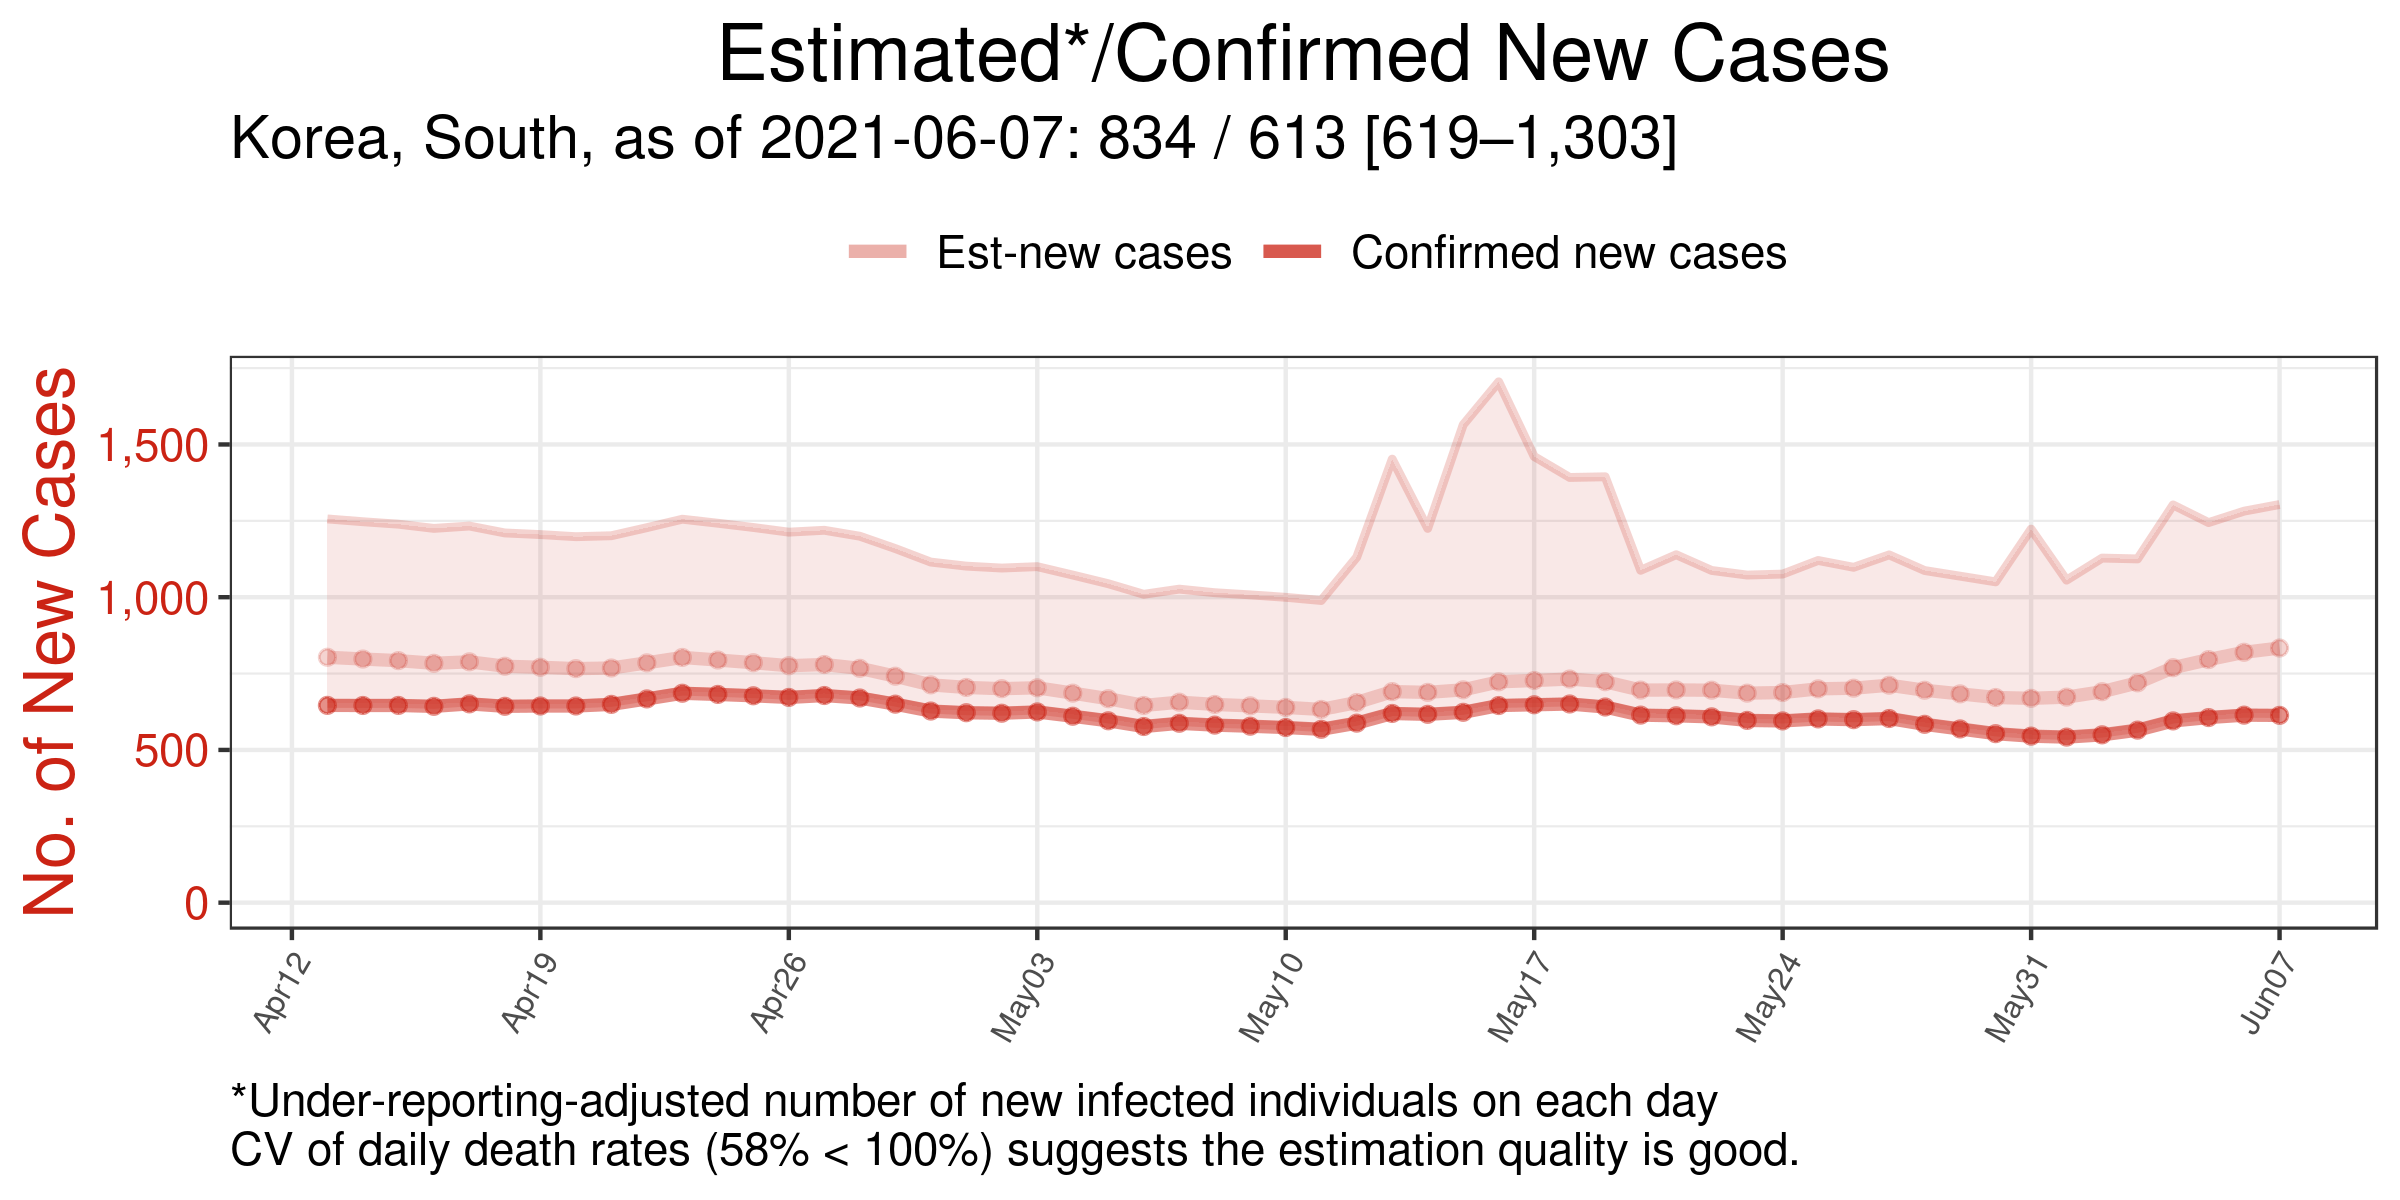 Estimated*/Confirmed New Cases
Korea, South, as of 2021-06-07: 834 / 613 [619–1,303]
Est-new cases
Confirmed new cases
No. of New Cases
1,500
1,000
500
0
Apr12
Apr19
Apr26
May03
May10
May17
May24
May31
Jun07
*Under-reporting-adjusted number of new infected individuals on each day
CV of daily death rates (58% < 100%) suggests the estimation quality is good.